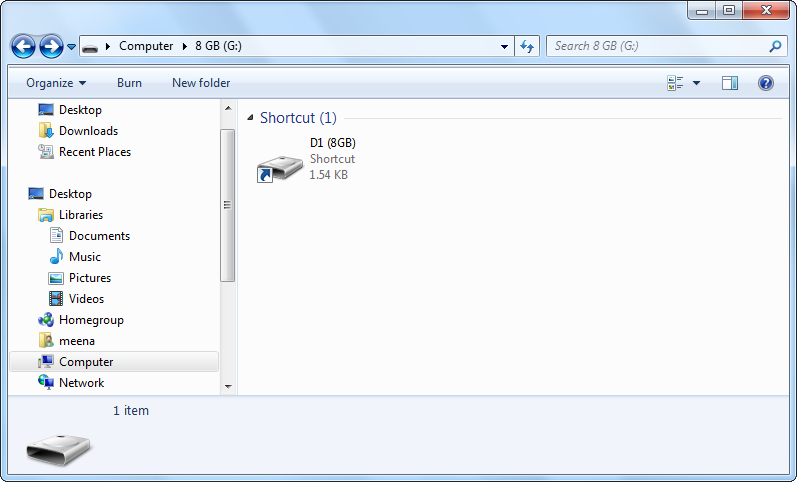 Computer 8 GB (G:)
Search 8 GB (G:)
Organize Burn New folder
Desktop
Downloads
Recent Places
Desktop
Libraries
Documents
Music
Pictures
Videos
Homegroup
meena
Computer
Network
Shortcut (1)
D1 (8GB)
Shortcut
1.54 KB
1 item